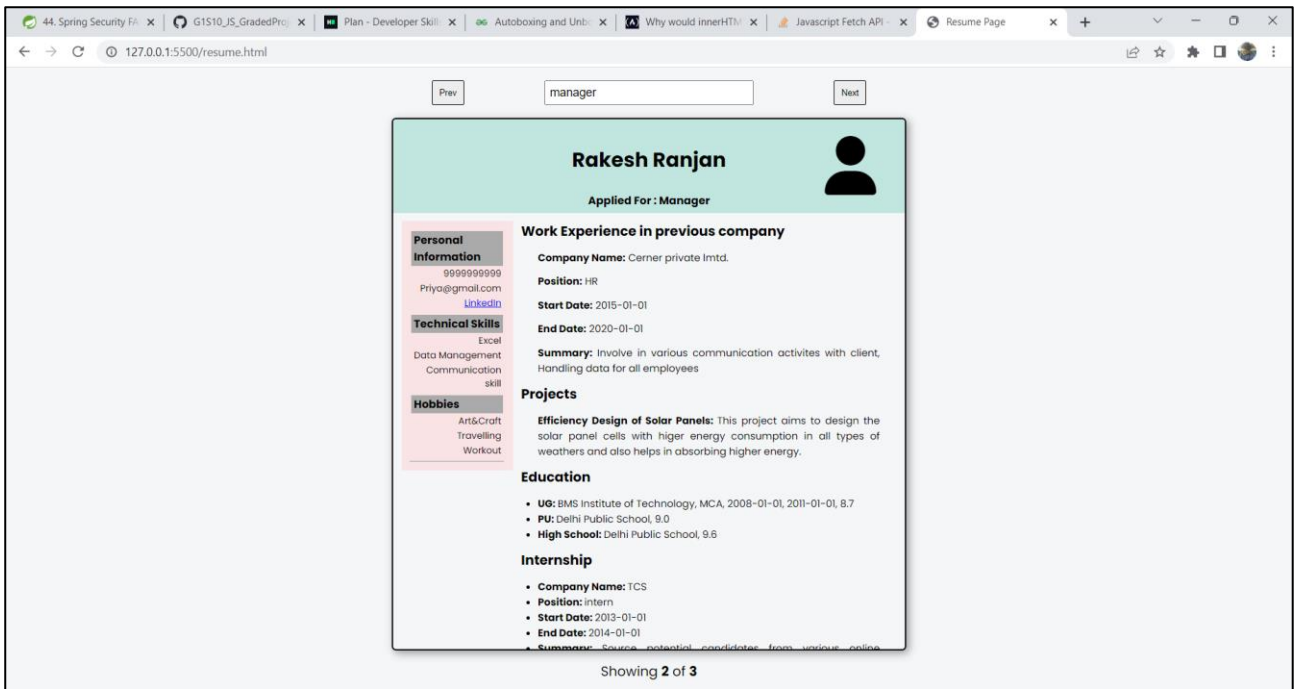 44. Spring Security FA
G1S10_JS_GradedProj
Plan - Developer Skill
Autoboxing and Unbo
Why would innerHTM
Javascript Fetch API -
Resume Page
127.0.0.1:5500/resume.html
Prev
manager
Next
Rakesh Ranjan
Applied For : Manager
Personal
Information
9999999999
Priya@gmail.com
LinkedIn
Technical Skills
Excel
Data Management
Communication
skill
Hobbies
Art&Craft
Travelling
Workout
Work Experience in previous company
Company Name: Cerner private lmtd.
Position: HR
Start Date: 2015-01-01
End Date: 2020-01-01
Summary: Involve in various communication activites with client,
Handling data for all employees
Projects
Efficiency Design of Solar Panels: This project aims to design the
solar panel cells with higer energy consumption in all types of
weathers and also helps in absorbing higher energy.
Education
• UG: BMS Institute of Technology, MCA, 2008-01-01, 2011-01-01, 8.7
• PU: Delhi Public School, 9.0
• High School: Delhi Public School, 9.6
Internship
• Company Name: TCS
• Position: intern
• Start Date: 2013-01-01
• End Date: 2014-01-01
• Summary: Source potential candidates from various online
Showing 2 of 3